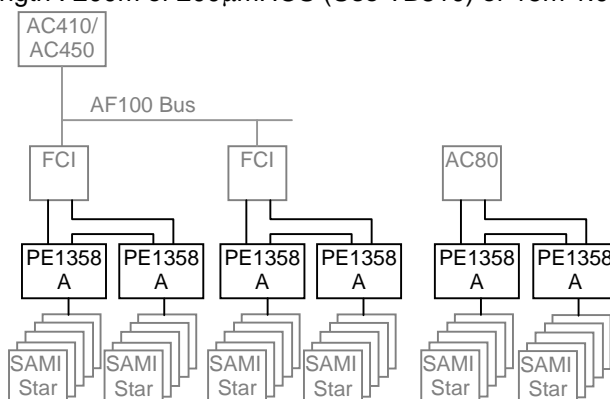 AC410/
AC450
AF100 Bus
FCI
FCI
AC80
PE1358
A
PE1358
A
PE1358
A
PE1358
A
PE1358
A
PE1358
A
SAMI
Star
SAMI
Star
SAMI
Star
SAMI
Star
SAMI
Star
SAMI
Star